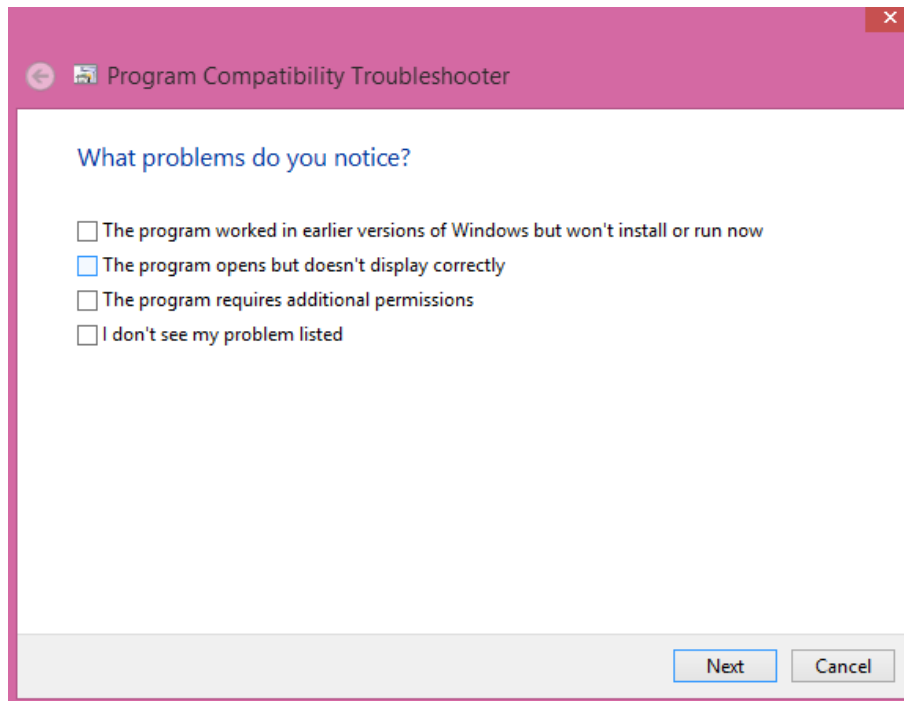 Program Compatibility Troubleshooter
What problems do you notice?
The program worked in earlier versions of Windows but won't install or run now
The program opens but doesn't display correctly
The program requires additional permissions
I don't see my problem listed
Next Cancel